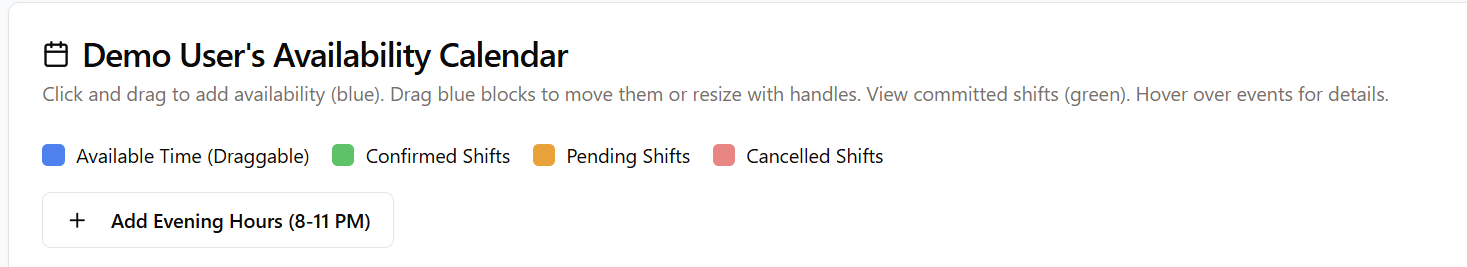 Demo User's Availability Calendar
Click and drag to add availability (blue). Drag blue blocks to move them or resize with handles. View committed shifts (green). Hover over events for details.
Available Time (Draggable) Confirmed Shifts Pending Shifts Cancelled Shifts
+ Add Evening Hours (8-11 PM)